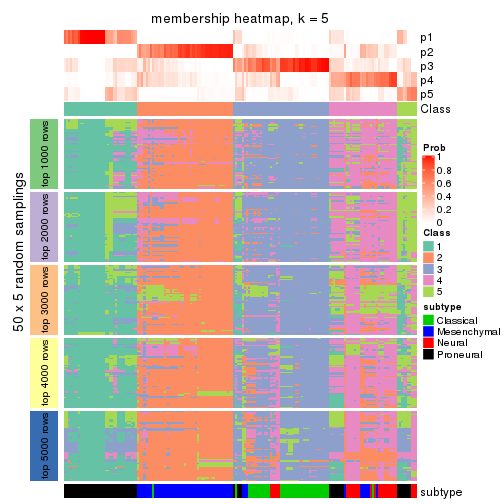 membership heatmap, k = 5
p1
p2
p3
p4
p5
Class
50 x 5 random samplings
top 1000 rows
top 2000 rows
top 3000 rows
top 4000 rows
top 5000 rows
Prob
1
0.8
0.6
0.4
0.2
0
Class
1
2
3
4
5
subtype
Classical
Mesenchymal
Neural
Proneural
subtype